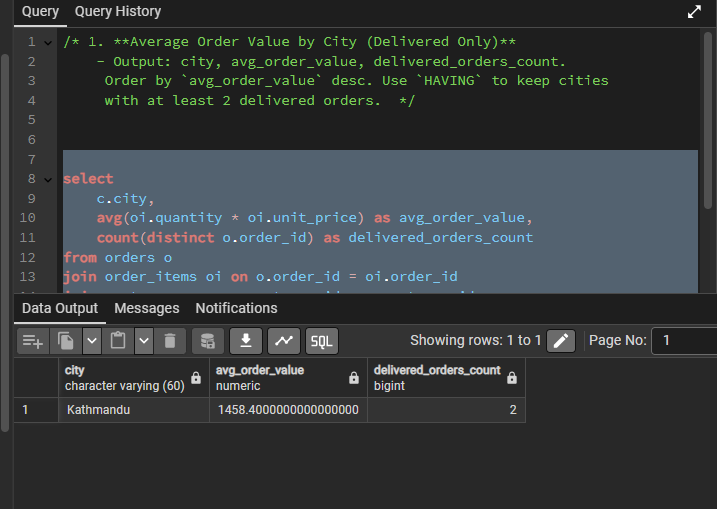 Query Query History
1 /* 1. **Average Order Value by City (Delivered Only)**
2 - Output: city, avg_order_value, delivered_orders_count.
3 Order by `avg_order_value` desc. Use `HAVING` to keep cities
4 with at least 2 delivered orders. */
5
6
7
8 select
9 c.city,
10 avg(oi.quantity * oi.unit_price) as avg_order_value,
11 count(distinct o.order_id) as delivered_orders_count
12 from orders o
13 join order_items oi on o.order_id = oi.order_id
Data Output Messages Notifications
SQL Showing rows: 1 to 1 Page No: 1
city avg_order_value delivered_orders_count
character varying (60) numeric bigint
1 Kathmandu 1458.4000000000000000 2